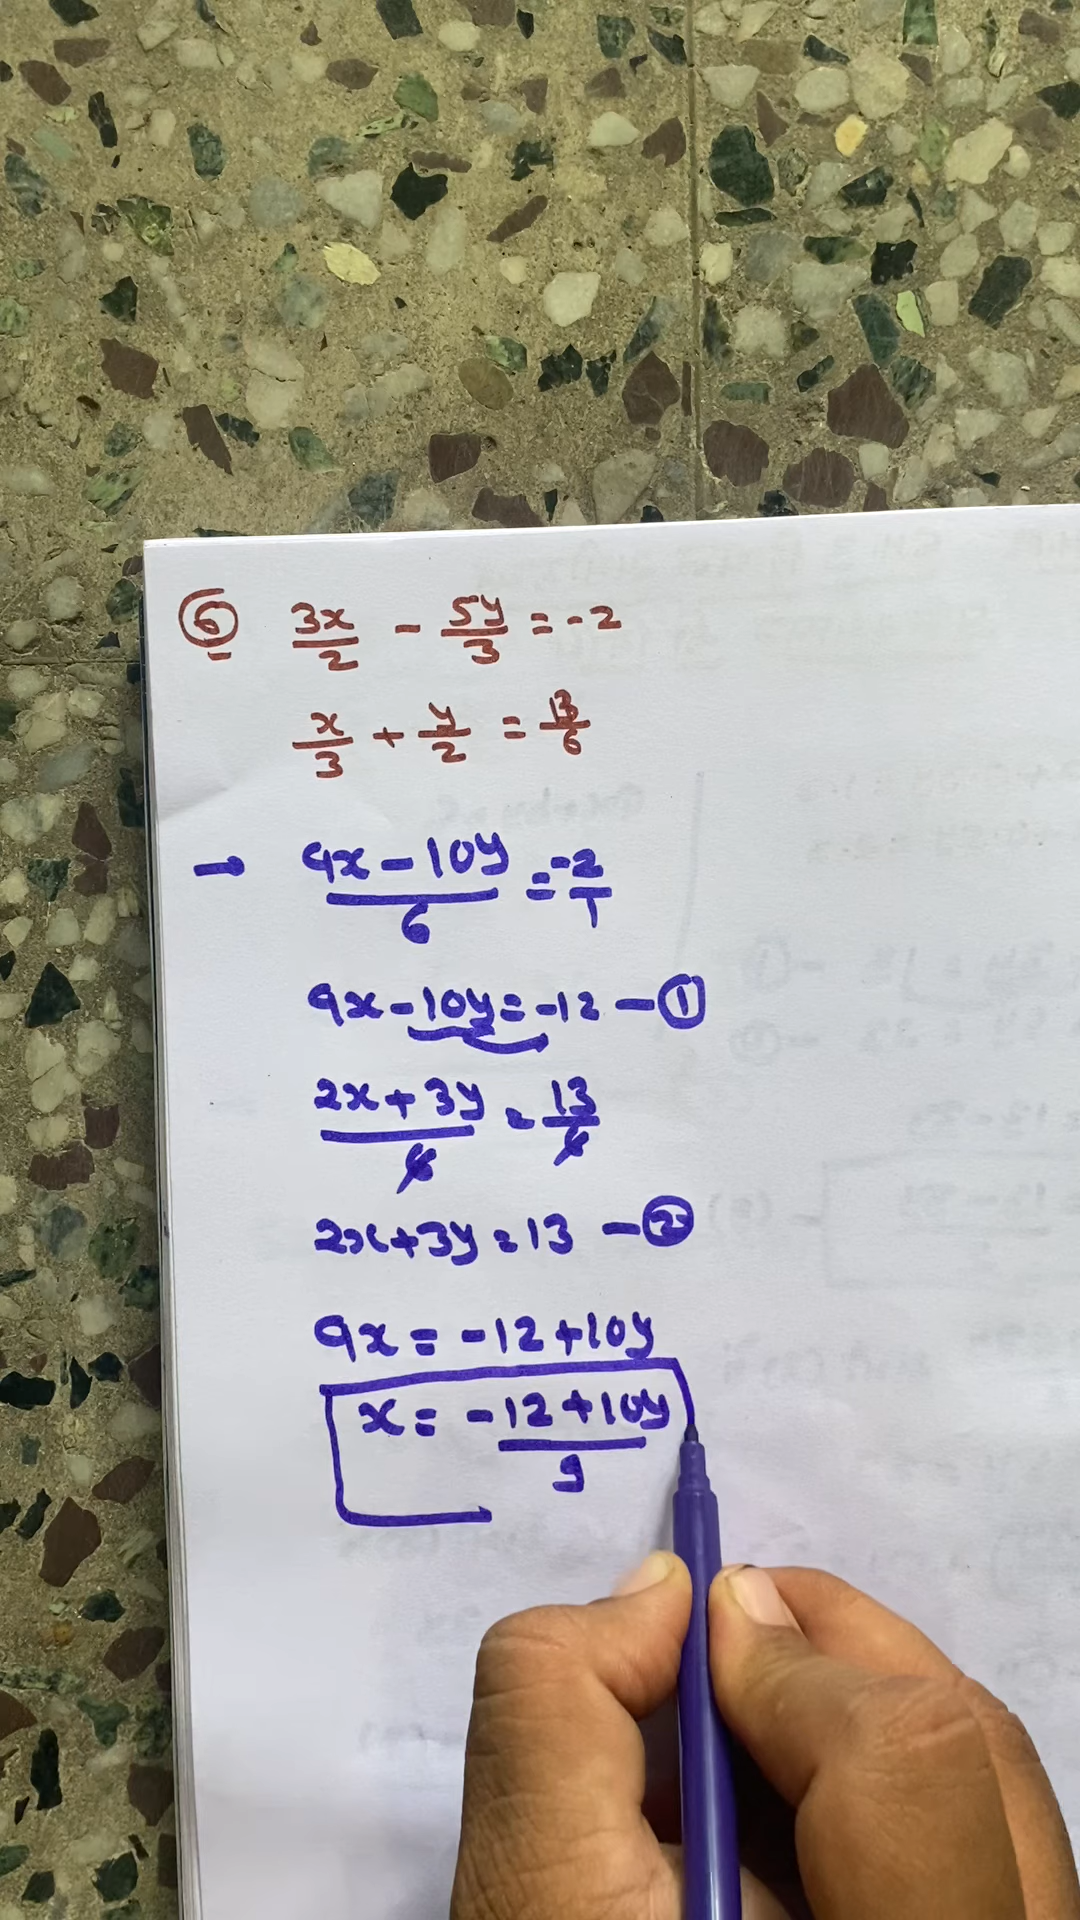 6 3x/2 - 5y/3 = -2
x/3 + y/2 = 13/6
→ 9x - 10y/6 = -2/1
9x - 10y = -12 — 1
2x + 3y/6 = 13/6
2x + 3y = 13 — 2
9x = -12 + 10y
x = -12 + 10y/9